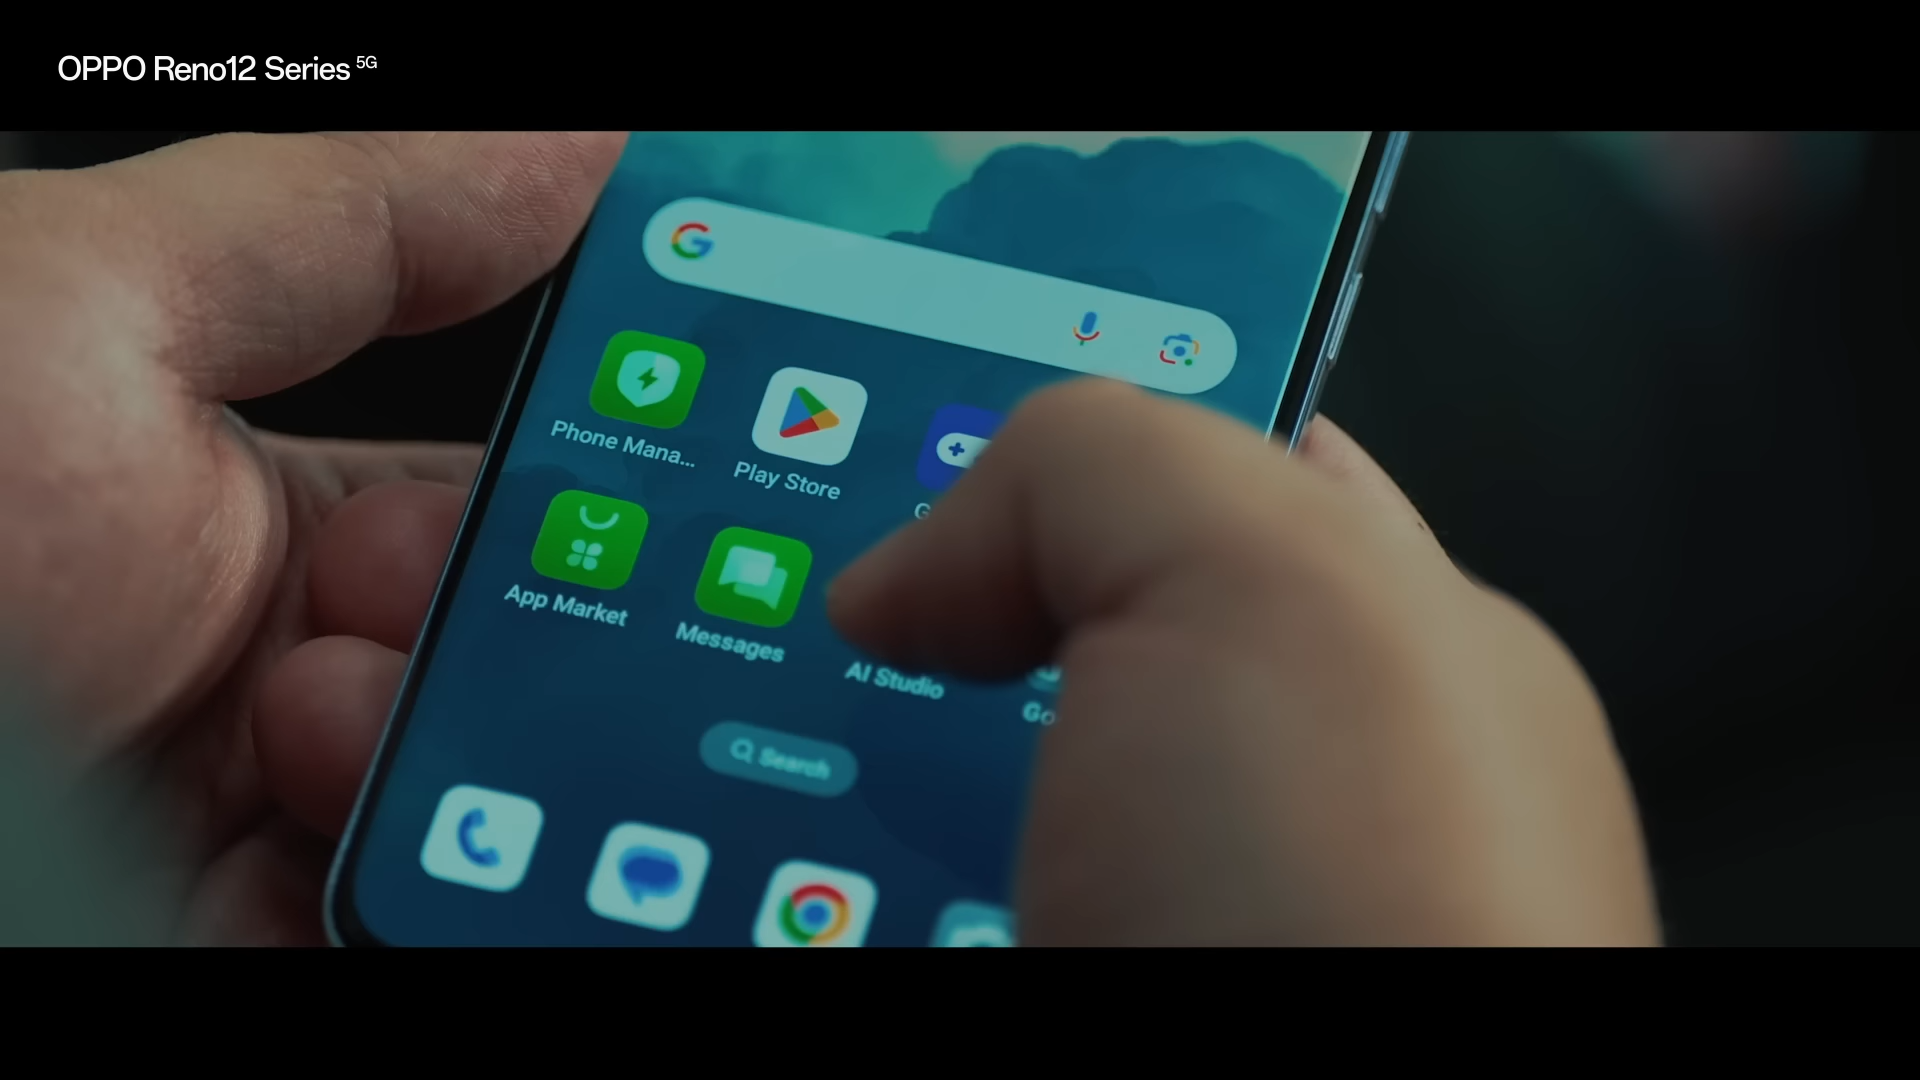 OPPO Reno12 Series 5G
Phone Mana...
Play Store
App Market
Messages
AI Studio
Search